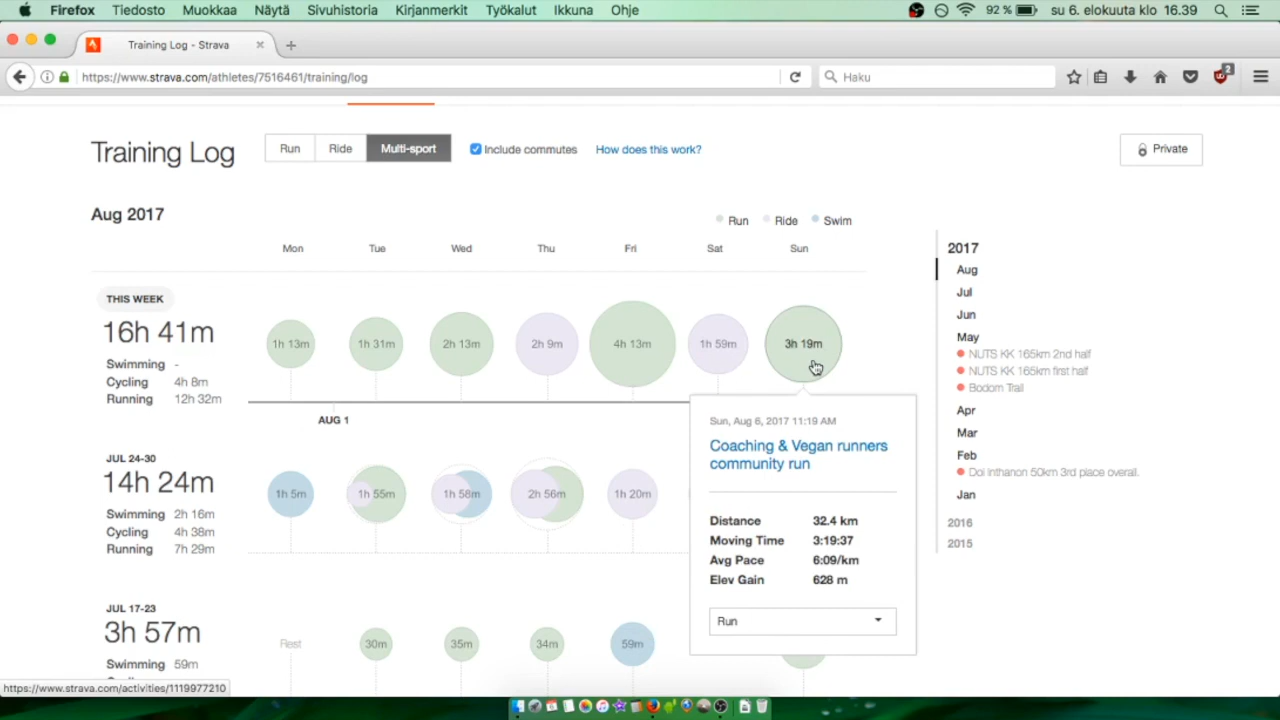 Firefox Tiedosto Muokkaa Näytä Sivuhistoria Kirjanmerkit Työkalut Ikkuna Ohje 92 % su 6. elokuuta klo 16.39
Training Log - Strava
https://www.strava.com/athletes/7516461/training/log Haku 2
Training Log Run Ride Multi-sport Include commutes How does this work? Private
Aug 2017
Run Ride Swim
Mon Tue Wed Thu Fri Sat Sun
THIS WEEK
16h 41m
Swimming -
Cycling 4h 8m
Running 12h 32m
1h 13m 1h 31m 2h 13m 2h 9m 4h 13m 1h 59m 3h 19m
AUG 1
Sun, Aug 6, 2017 11:19 AM
Coaching & Vegan runners
community run
Distance 32.4 km
Moving Time 3:19:37
Avg Pace 6:09/km
Elev Gain 628 m
Run
JUL 24-30
14h 24m
Swimming 2h 16m
Cycling 4h 38m
Running 7h 29m
1h 5m 1h 55m 1h 58m 2h 56m 1h 20m
JUL 17-23
3h 57m
Swimming 59m
Rest 30m 35m 34m 59m
2017
Aug
Jul
Jun
May
NUTS KK 165km 2nd half
NUTS KK 165km first half
Bodom Trail
Apr
Mar
Feb
Doi Inthanon 50km 3rd place overall.
Jan
2016
2015
https://www.strava.com/activities/1119977210